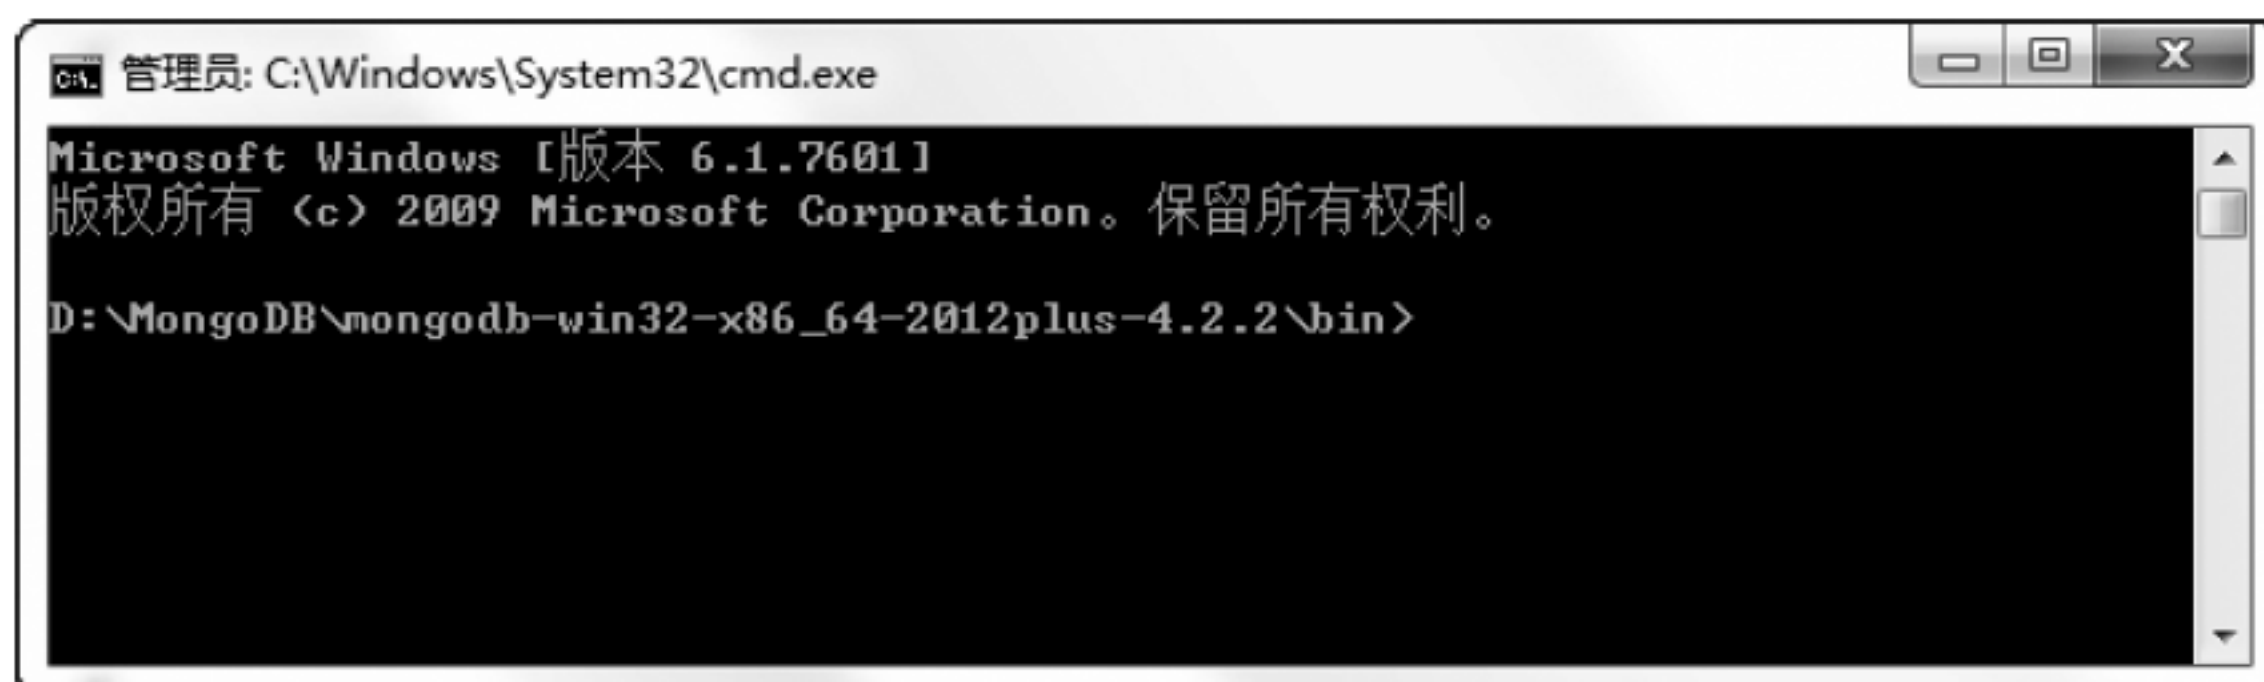 管理员: C:\Windows\System32\cmd.exe
Microsoft Windows [版本 6.1.7601]
版权所有 (c) 2009 Microsoft Corporation。保留所有权利。
D:\MongoDB\mongodb-win32-x86_64-2012plus-4.2.2\bin>